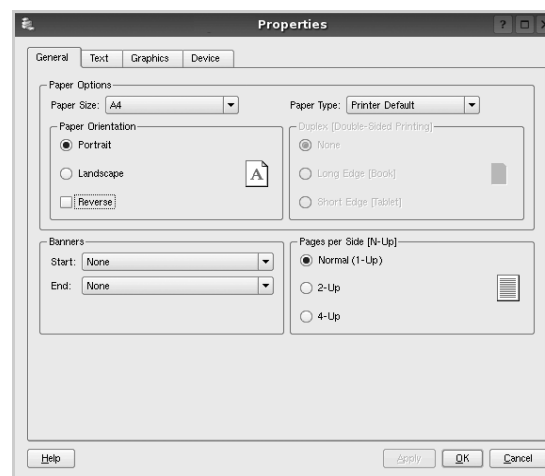 Properties
General Text Graphics Device
Paper Options
Paper Size: A4 Paper Type: Printer Default
Paper Orientation
Portrait
Landscape
Reverse
A
Duplex [Double-Sided Printing]
None
Long Edge [Book]
Short Edge [Tablet]
Banners
Start: None
End: None
Pages per Side [N-Up]
Normal (1-Up)
2-Up
4-Up
Help Apply OK Cancel